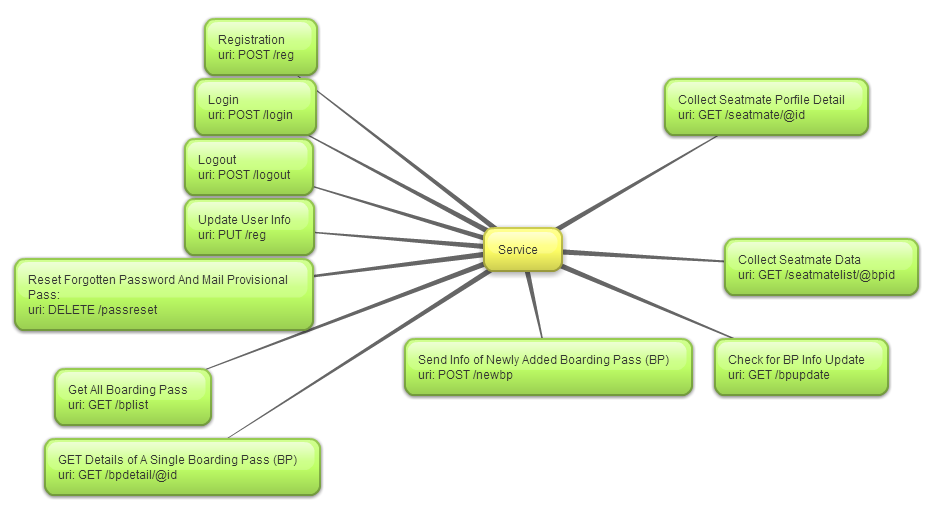 Registration
uri: POST /reg
Login
uri: POST /login
Logout
uri: POST /logout
Update User Info
uri: PUT /reg
Reset Forgotten Password And Mail Provisional
Pass:
uri: DELETE /passreset
Get All Boarding Pass
uri: GET /bplist
GET Details of A Single Boarding Pass (BP)
uri: GET /bpdetail/@id
Service
Collect Seatmate Porfile Detail
uri: GET /seatmate/@id
Collect Seatmate Data
uri: GET /seatmatelist/@bpid
Send Info of Newly Added Boarding Pass (BP)
uri: POST /newbp
Check for BP Info Update
uri: GET /bpupdate